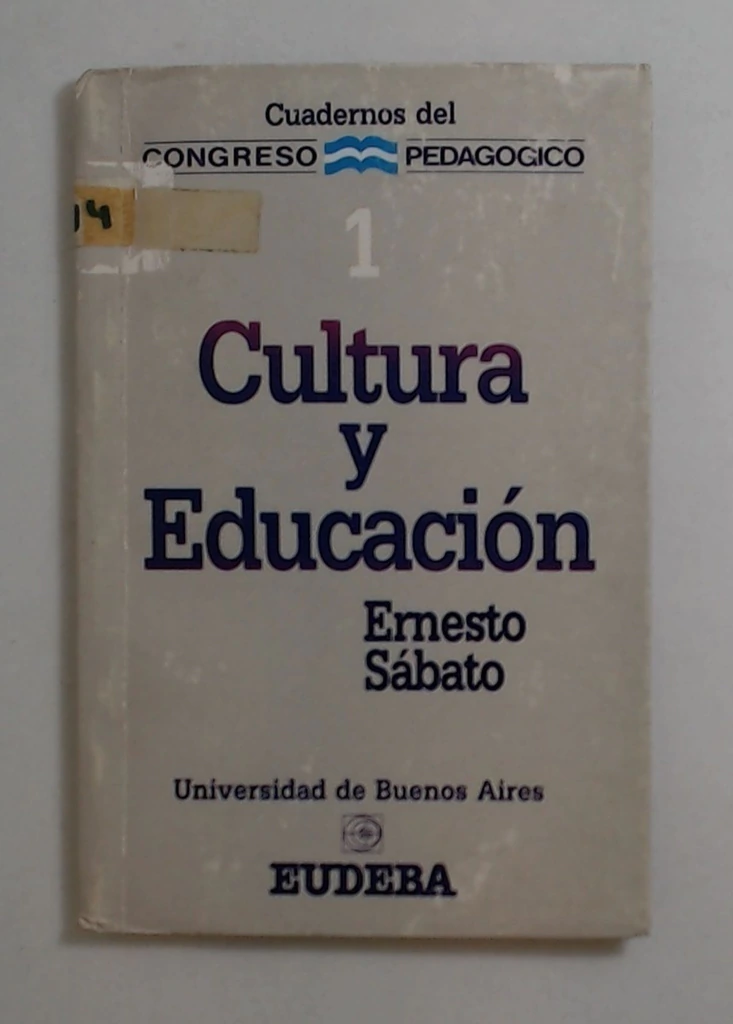 Cuadernos del
CONGRESO PEDAGOGICO
1
Cultura
y
Educación
Ernesto
Sábato
Universidad de Buenos Aires
EUDEBA